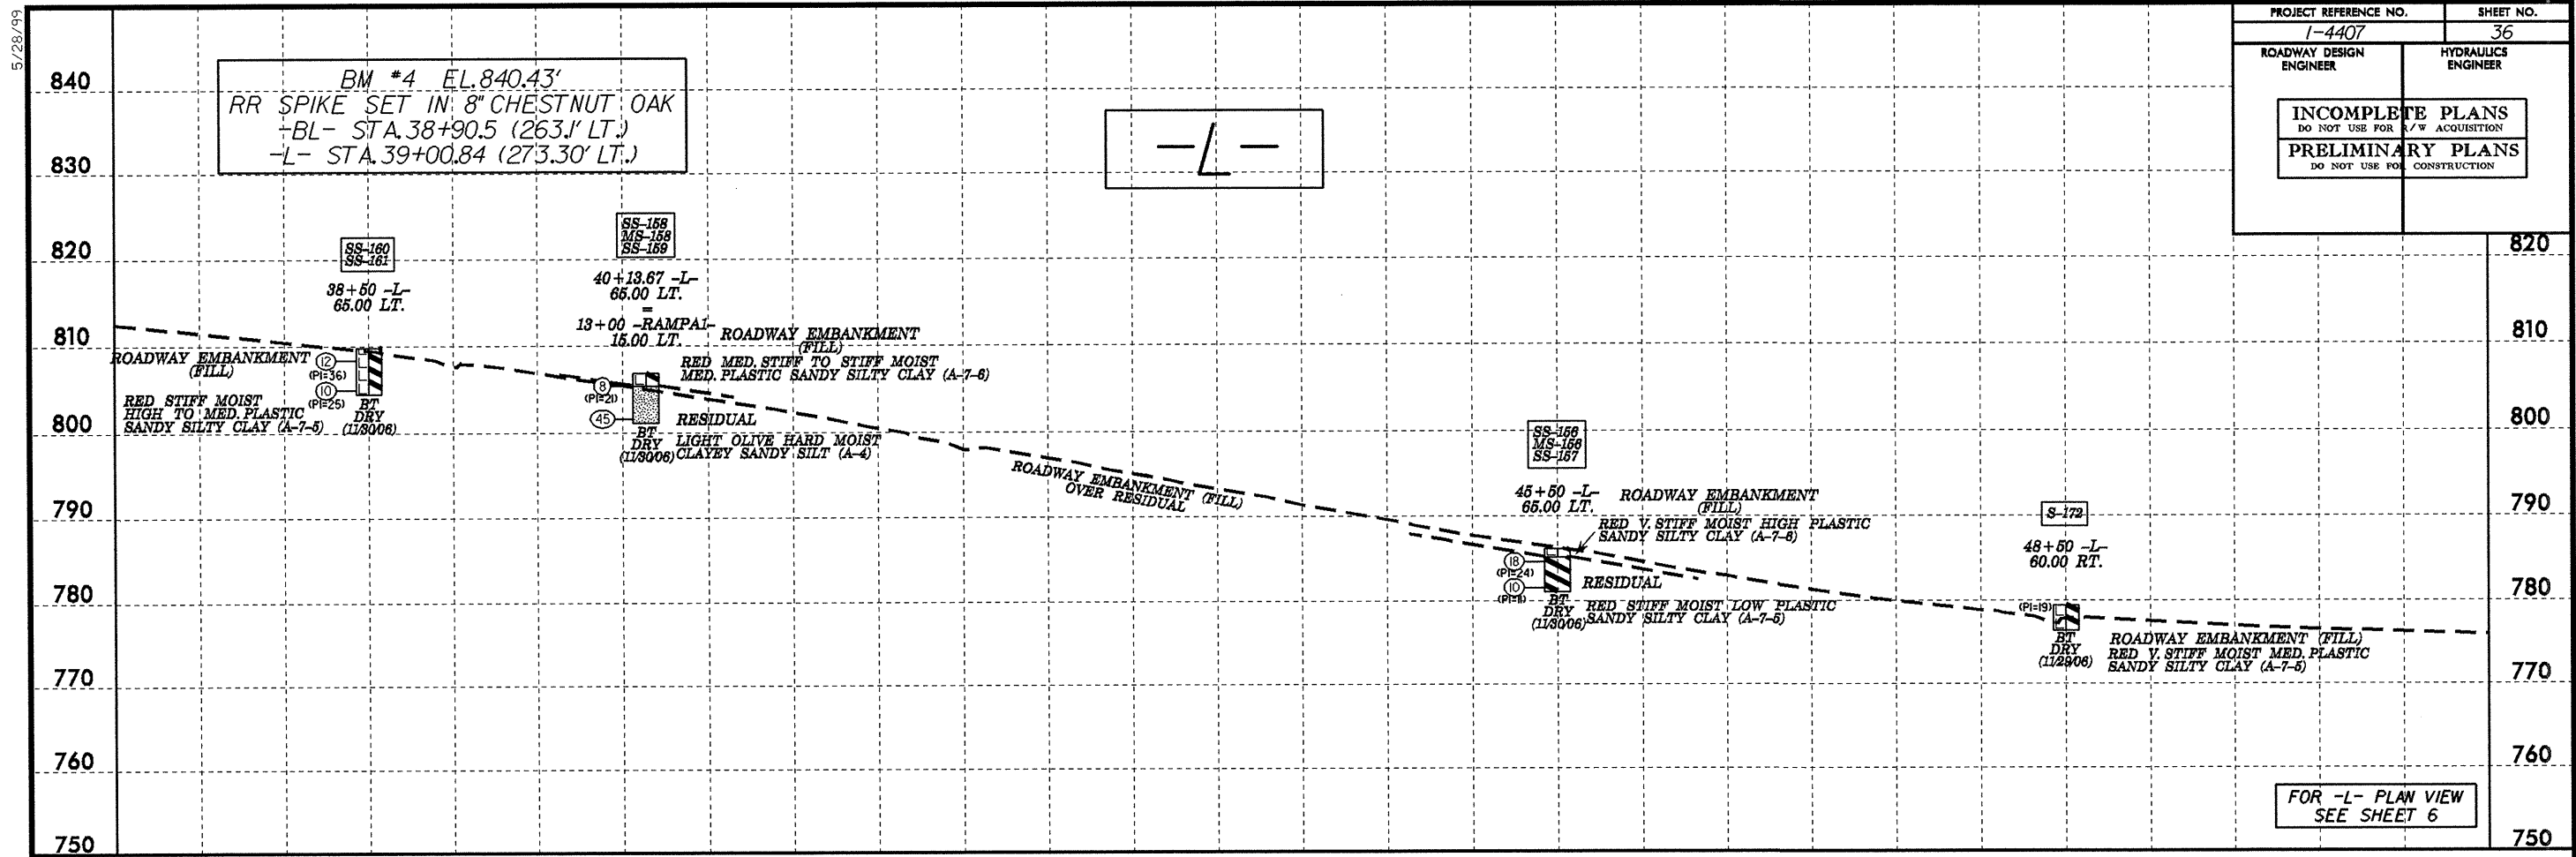 5/28/99
PROJECT REFERENCE NO.
SHEET NO.
I-4407
36
ROADWAY DESIGN
ENGINEER
HYDRAULICS
ENGINEER
INCOMPLETE PLANS
DO NOT USE FOR R/W ACQUISITION
PRELIMINARY PLANS
DO NOT USE FOR CONSTRUCTION
BM #4 EL.840.43'
RR SPIKE SET IN 8" CHESTNUT OAK
-BL- STA.38+90.5 (263.1' LT.)
-L- STA.39+00.84 (273.30' LT.)
-L-
840
830
820
810
800
790
780
770
760
750
SS-160
SS-161
38+50 -L-
65.00 LT.
ROADWAY EMBANKMENT
(FILL)
12
(PI=36)
10
(PI=25)
RED STIFF MOIST
HIGH TO MED. PLASTIC
SANDY SILTY CLAY (A-7-5)
BT
DRY
(11/30/06)
SS-158
MS-158
SS-159
40+13.67 -L-
65.00 LT.
=
13+00 -RAMPA1-
15.00 LT.
ROADWAY EMBANKMENT
(FILL)
RED MED. STIFF TO STIFF MOIST
MED. PLASTIC SANDY SILTY CLAY (A-7-6)
8
(PI=21)
45
RESIDUAL
LIGHT OLIVE HARD MOIST
CLAYEY SANDY SILT (A-4)
BT
DRY
(11/30/06)
ROADWAY EMBANKMENT (FILL)
OVER RESIDUAL
SS-156
MS-156
SS-157
45+50 -L-
65.00 LT.
ROADWAY EMBANKMENT
(FILL)
RED V. STIFF MOIST HIGH PLASTIC
SANDY SILTY CLAY (A-7-6)
18
(PI=24)
10
(PI=11)
RESIDUAL
RED STIFF MOIST LOW PLASTIC
SANDY SILTY CLAY (A-7-5)
BT
DRY
(11/30/06)
S-172
48+50 -L-
60.00 RT.
(PI=19)
BT
DRY
(11/29/06)
ROADWAY EMBANKMENT (FILL)
RED V. STIFF MOIST MED. PLASTIC
SANDY SILTY CLAY (A-7-5)
820
810
800
790
780
770
760
750
FOR -L- PLAN VIEW
SEE SHEET 6